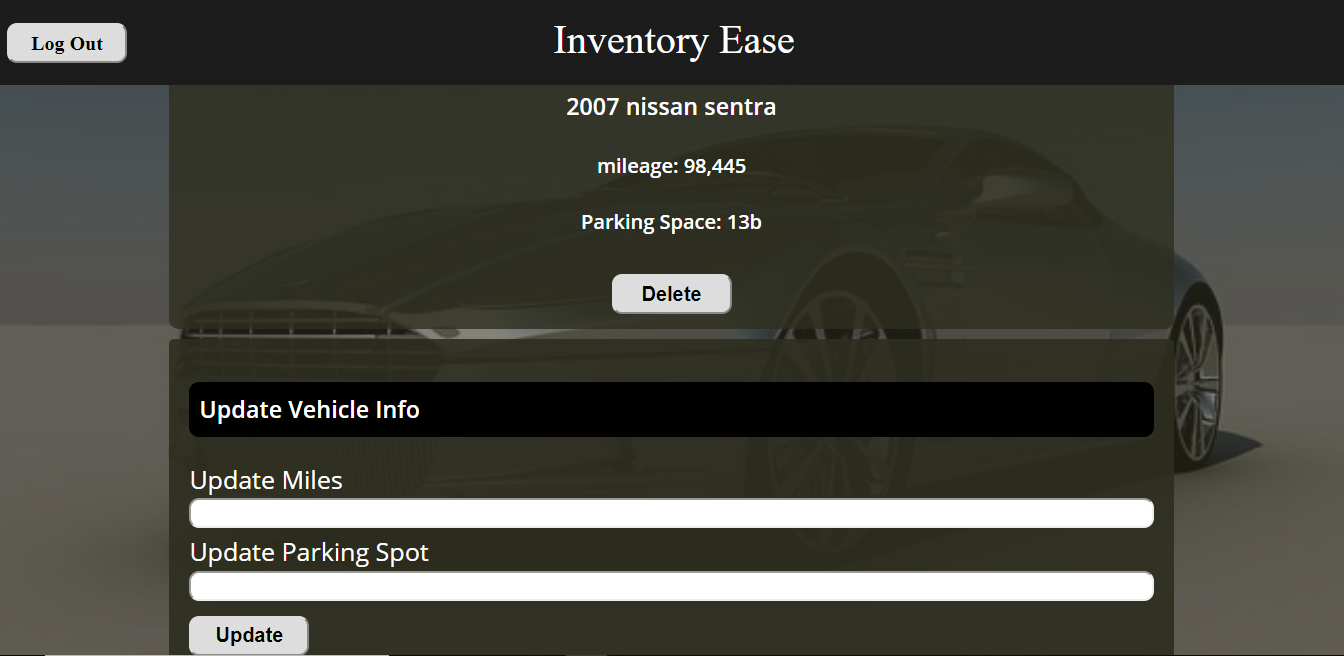 Log Out
Inventory Ease
2007 nissan sentra
mileage: 98,445
Parking Space: 13b
Delete
Update Vehicle Info
Update Miles
Update Parking Spot
Update